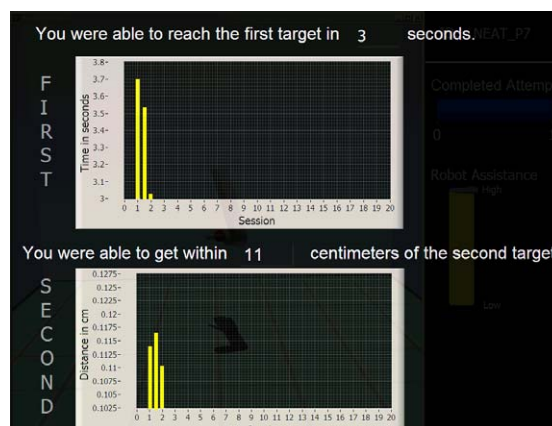 You were able to reach the first target in 3 seconds.
NEAT_P7
FIRST
3.8-
3.7-
3.6-
3.5-
3.4-
3.3-
3.2-
3.1-
3-
Time in seconds
0 1 2 3 4 5 6 7 8 9 10 11 12 13 14 15 16 17 18 19 20
Session
Completed Attemp
0
Robot Assistance
High
Low
You were able to get within 11 centimeters of the second target
SECOND
0.1275-
0.125-
0.1225-
0.12-
0.1175-
0.115-
0.1125-
0.11-
0.1075-
0.105-
0.1025-
Distance in cm
0 1 2 3 4 5 6 7 8 9 10 11 12 13 14 15 16 17 18 19 20